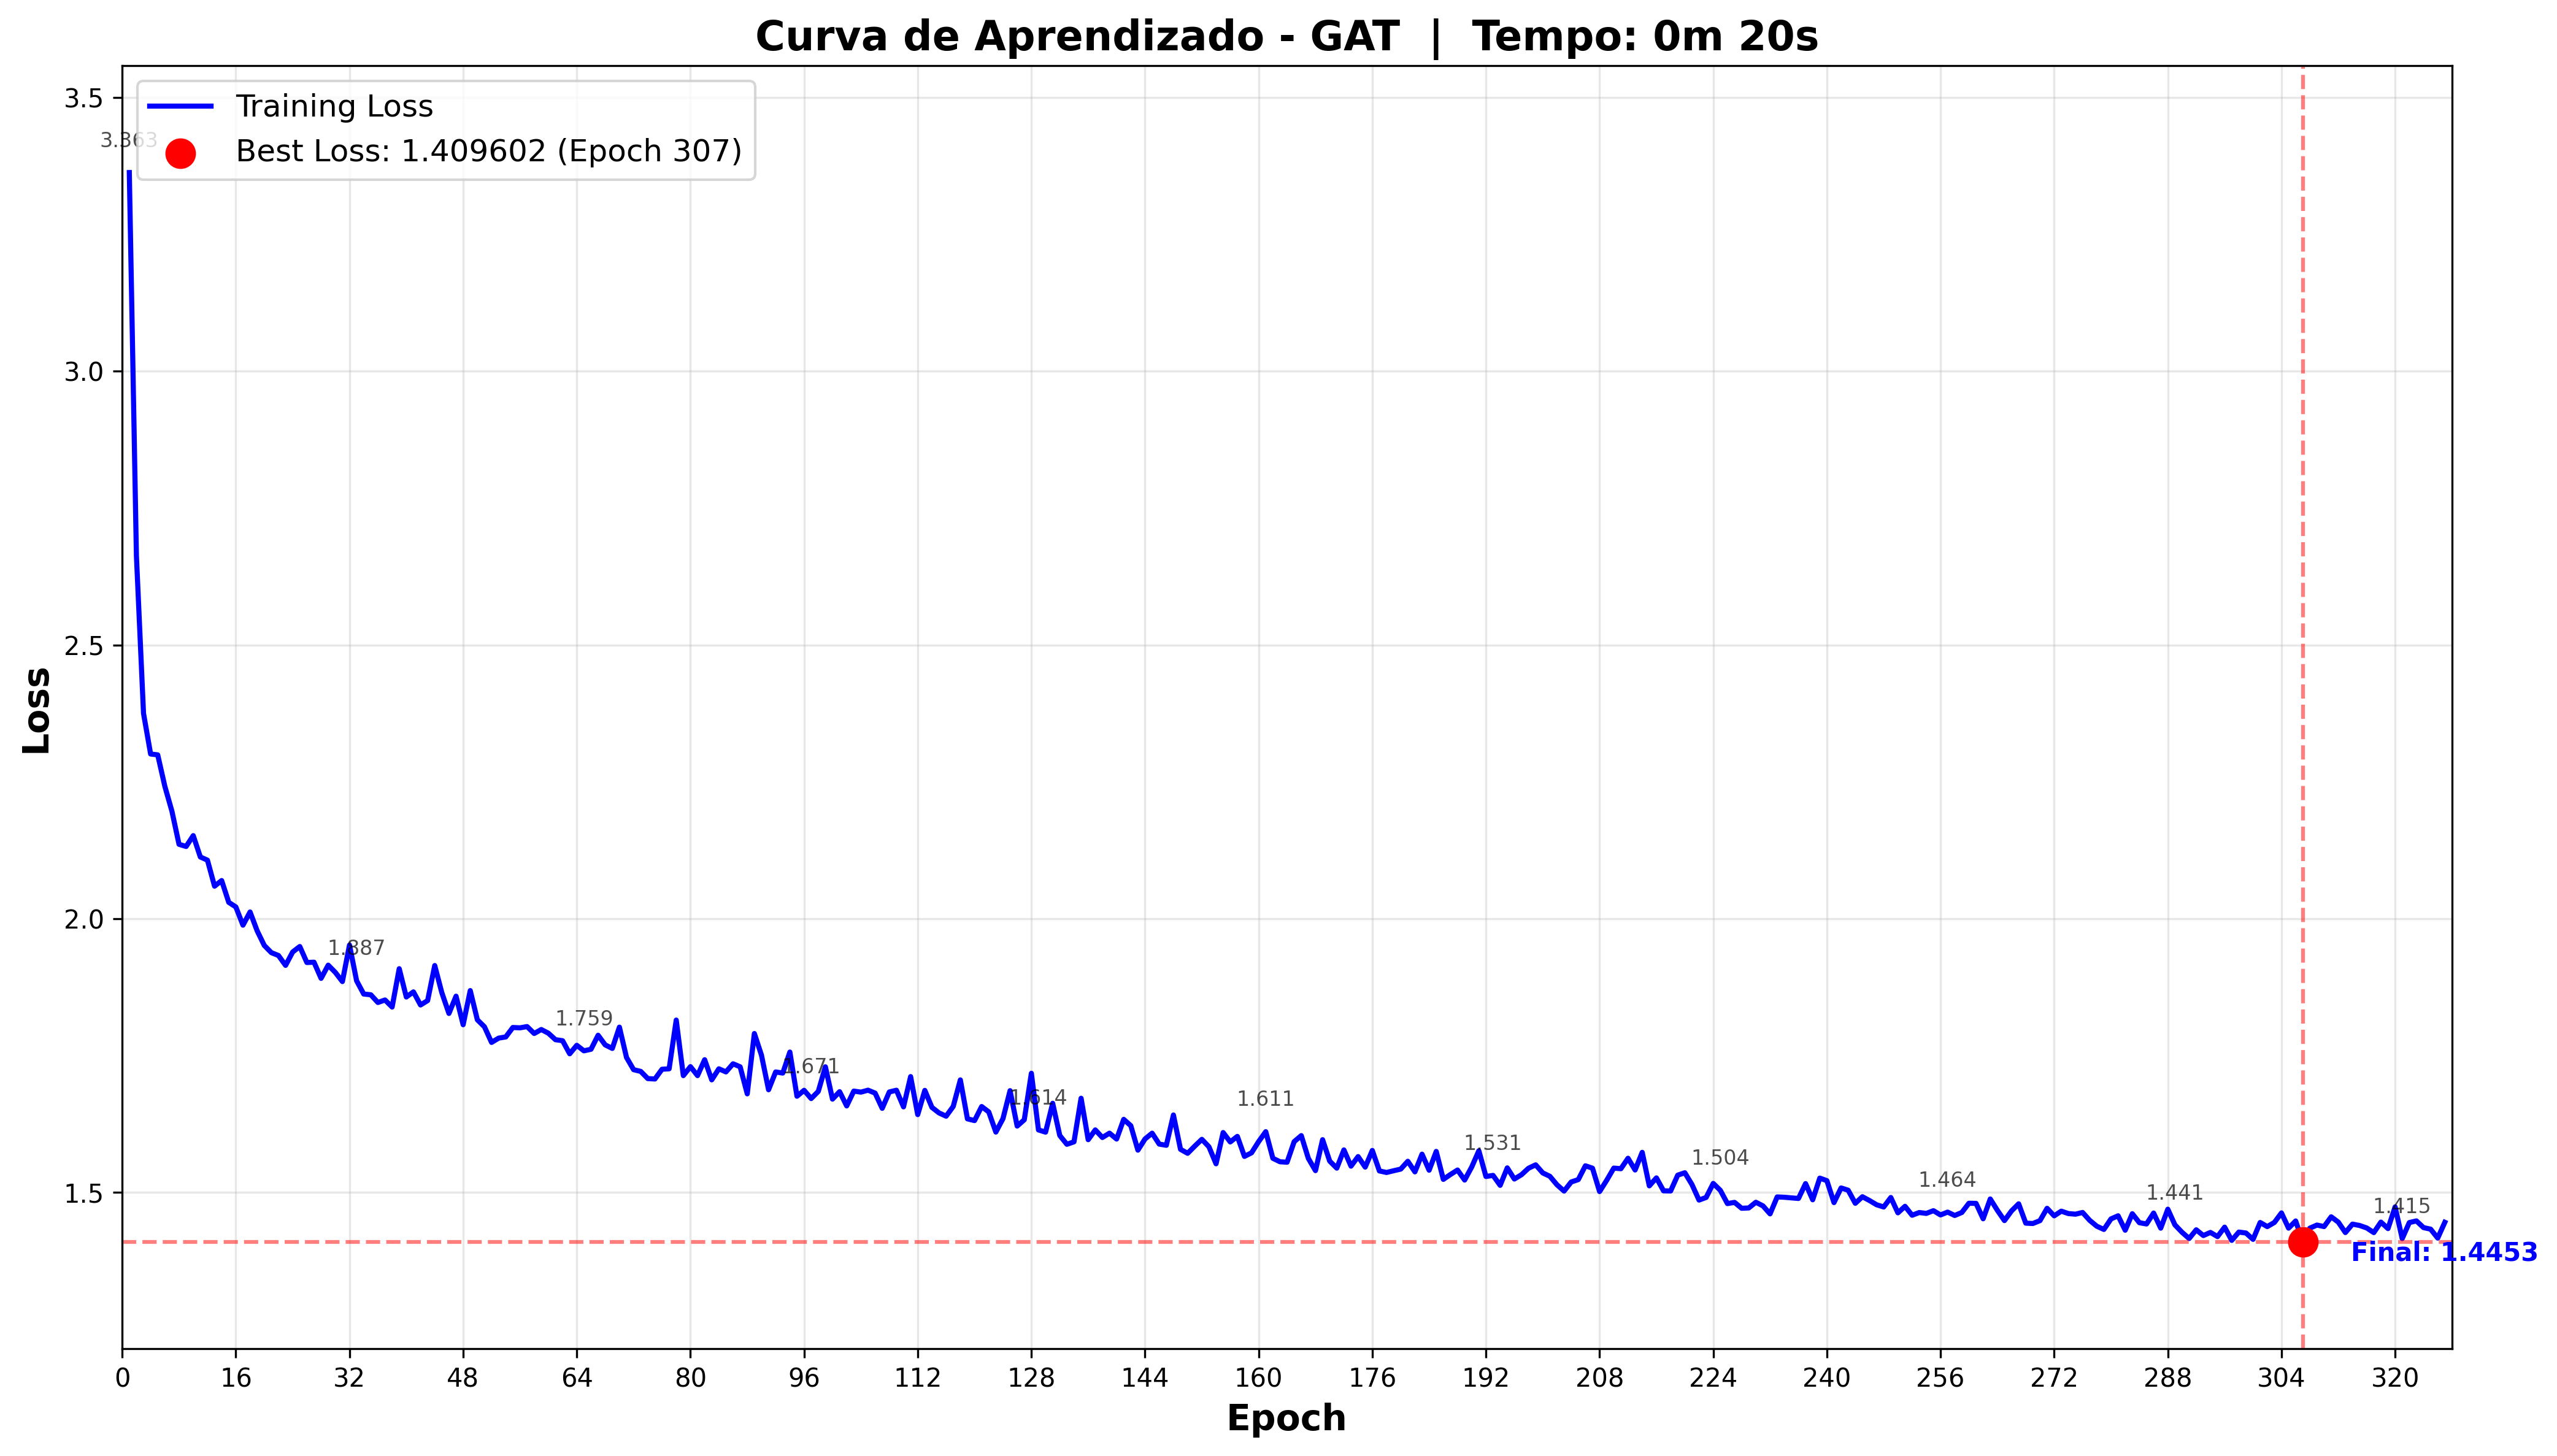 Curva de Aprendizado - GAT | Tempo: 0m 20s
Training Loss
Best Loss: 1.409602 (Epoch 307)
3.363
3.5
3.0
2.5
2.0
1.5
Loss
1.887
1.759
1.671
1.614
1.611
1.531
1.504
1.464
1.441
1.415
Final: 1.4453
0 16 32 48 64 80 96 112 128 144 160 176 192 208 224 240 256 272 288 304 320
Epoch